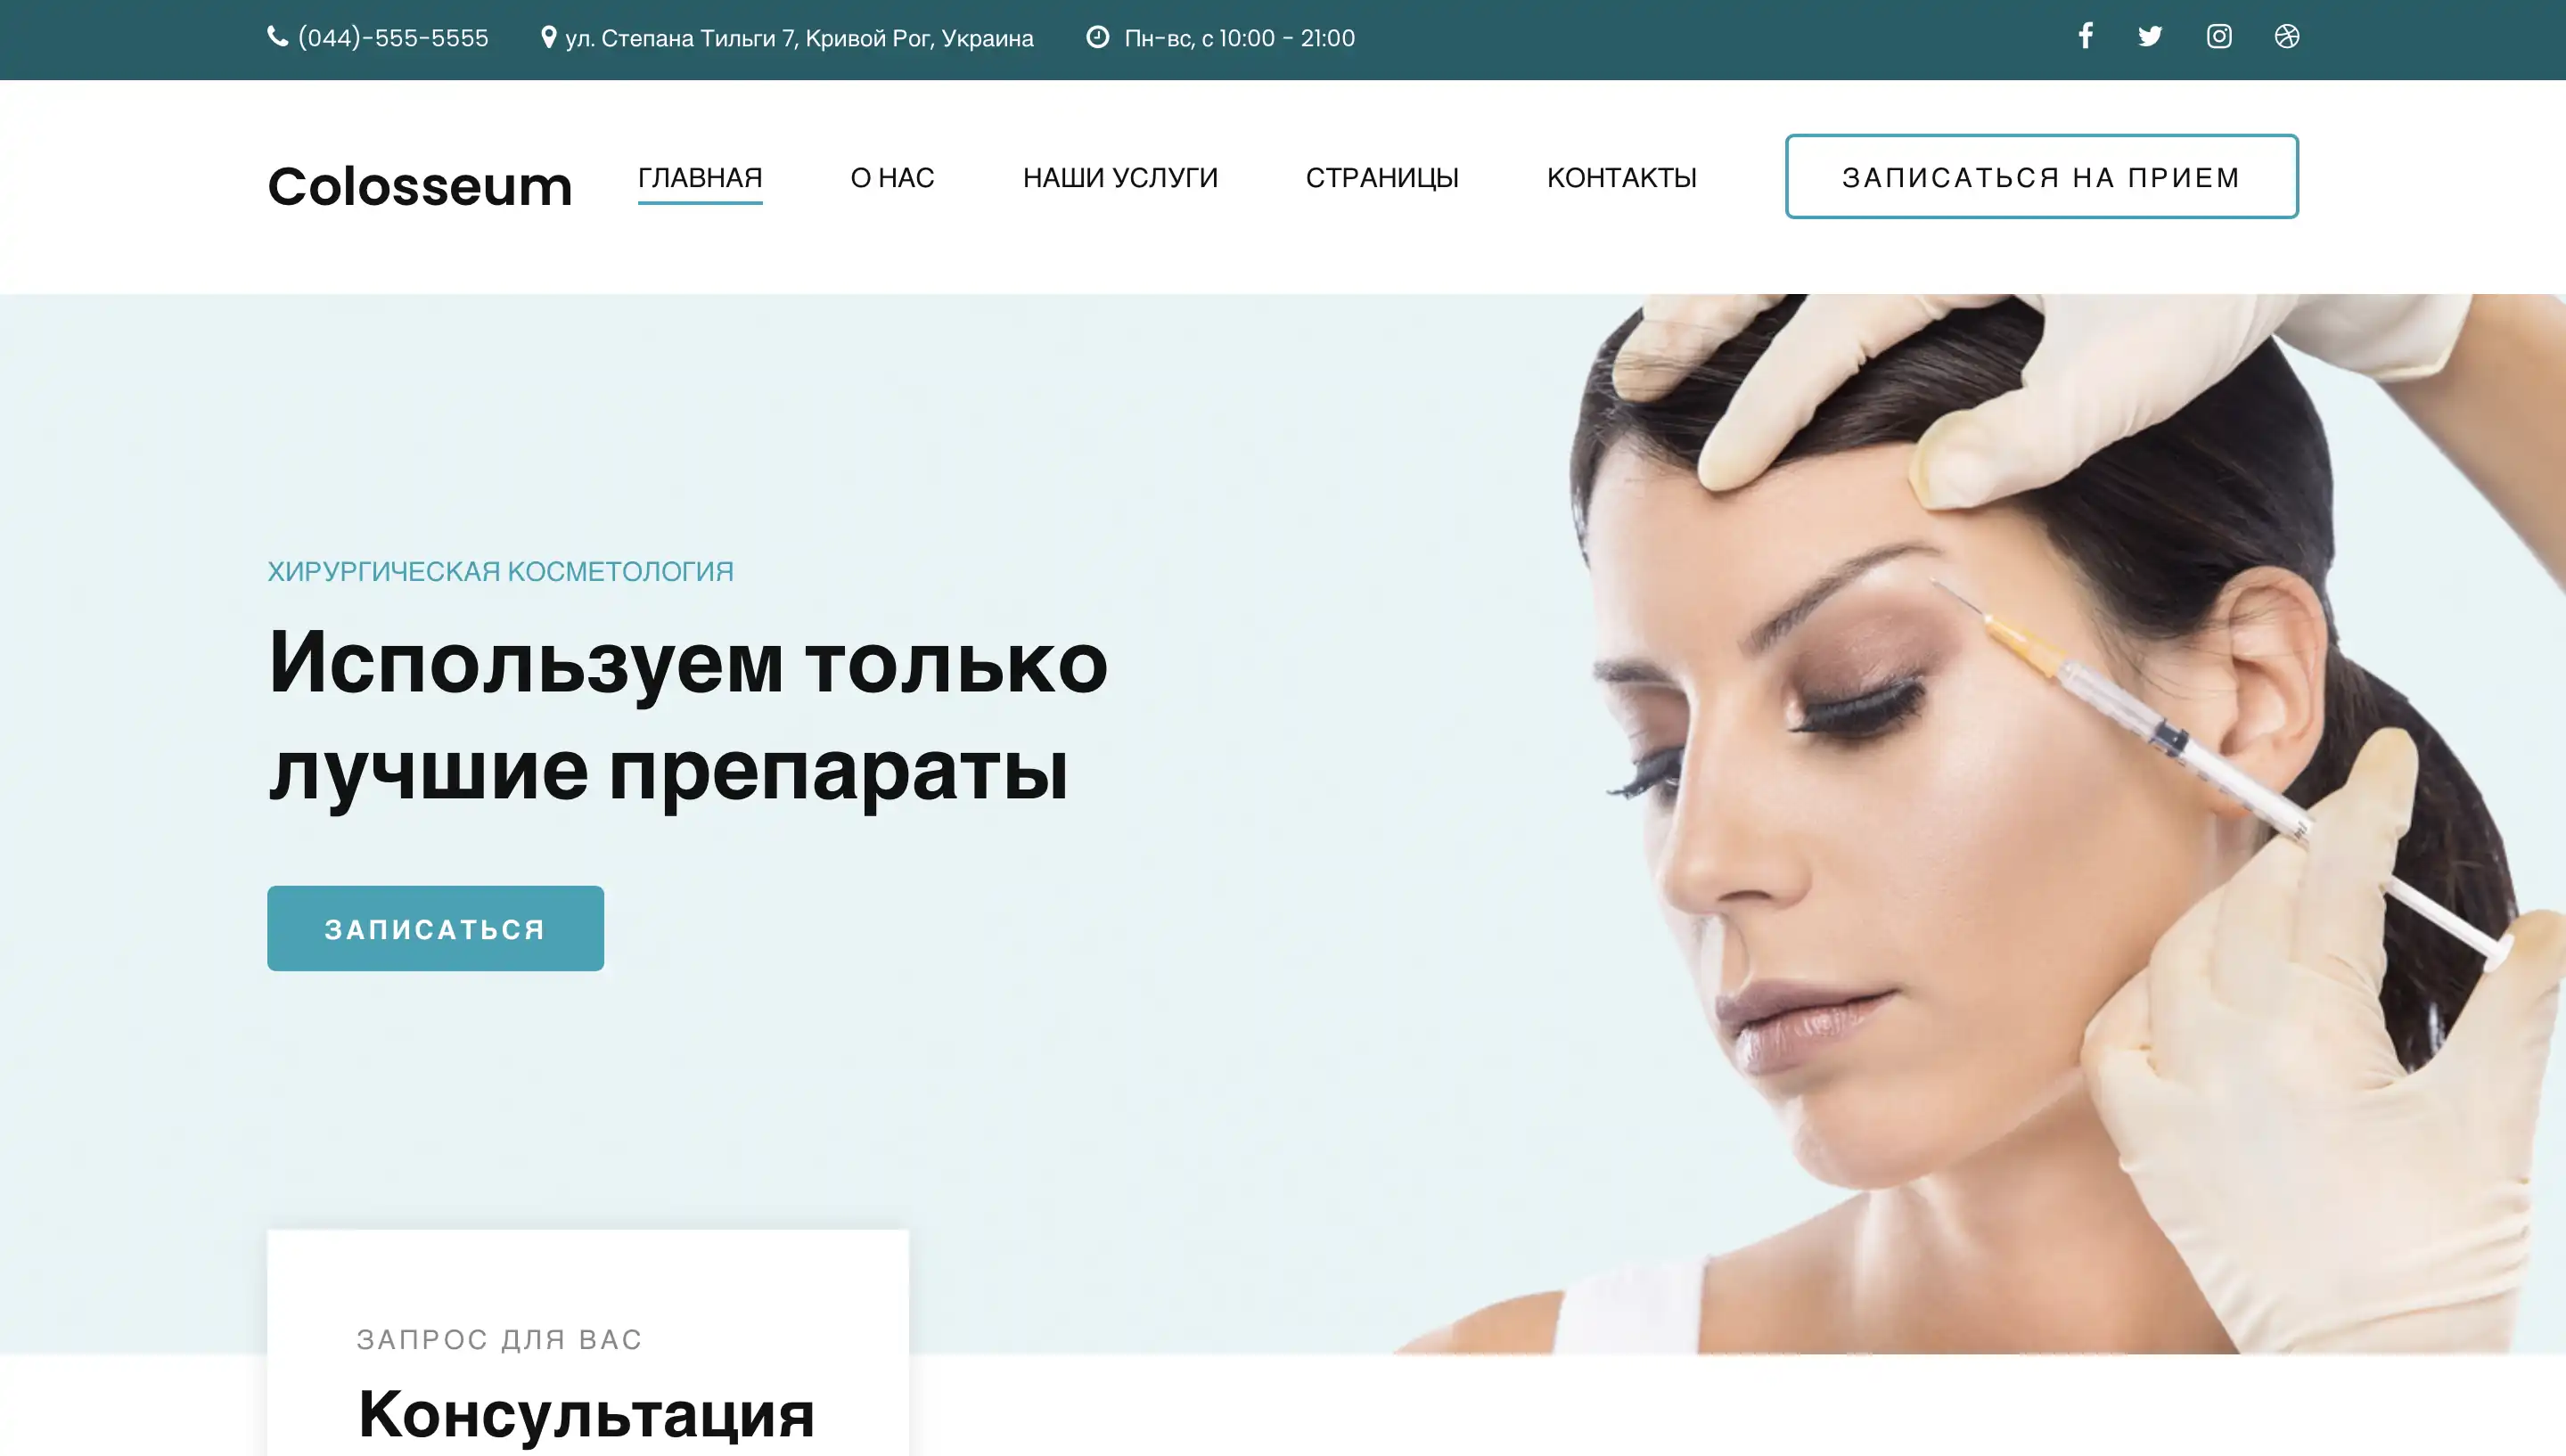 (044)-555-5555
ул. Степана Тильги 7, Кривой Рог, Украина
Пн-вс, с 10:00 - 21:00
Colosseum
ГЛАВНАЯ
О НАС
НАШИ УСЛУГИ
СТРАНИЦЫ
КОНТАКТЫ
ЗАПИСАТЬСЯ НА ПРИЕМ
ХИРУРГИЧЕСКАЯ КОСМЕТОЛОГИЯ
Используем только
лучшие препараты
ЗАПИСАТЬСЯ
ЗАПРОС ДЛЯ ВАС
Консультация